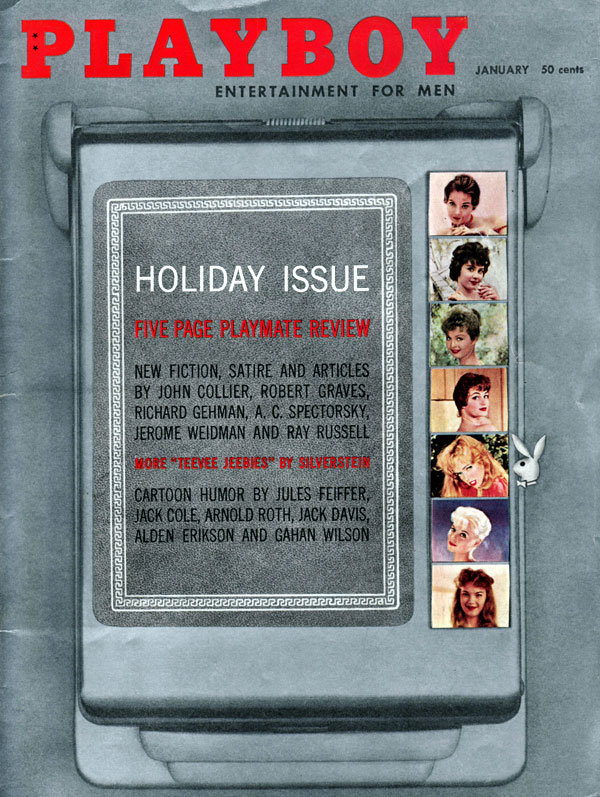 PLAYBOY
JANUARY 50 cents
ENTERTAINMENT FOR MEN
HOLIDAY ISSUE
FIVE PAGE PLAYMATE REVIEW
NEW FICTION, SATIRE AND ARTICLES
BY JOHN COLLIER, ROBERT GRAVES,
RICHARD GEHMAN, A. C. SPECTORSKY,
JEROME WEIDMAN AND RAY RUSSELL
MORE "TEEVEE JEEBIES" BY SILVERSTEIN
CARTOON HUMOR BY JULES FEIFFER,
JACK COLE, ARNOLD ROTH, JACK DAVIS,
ALDEN ERIKSON AND GAHAN WILSON